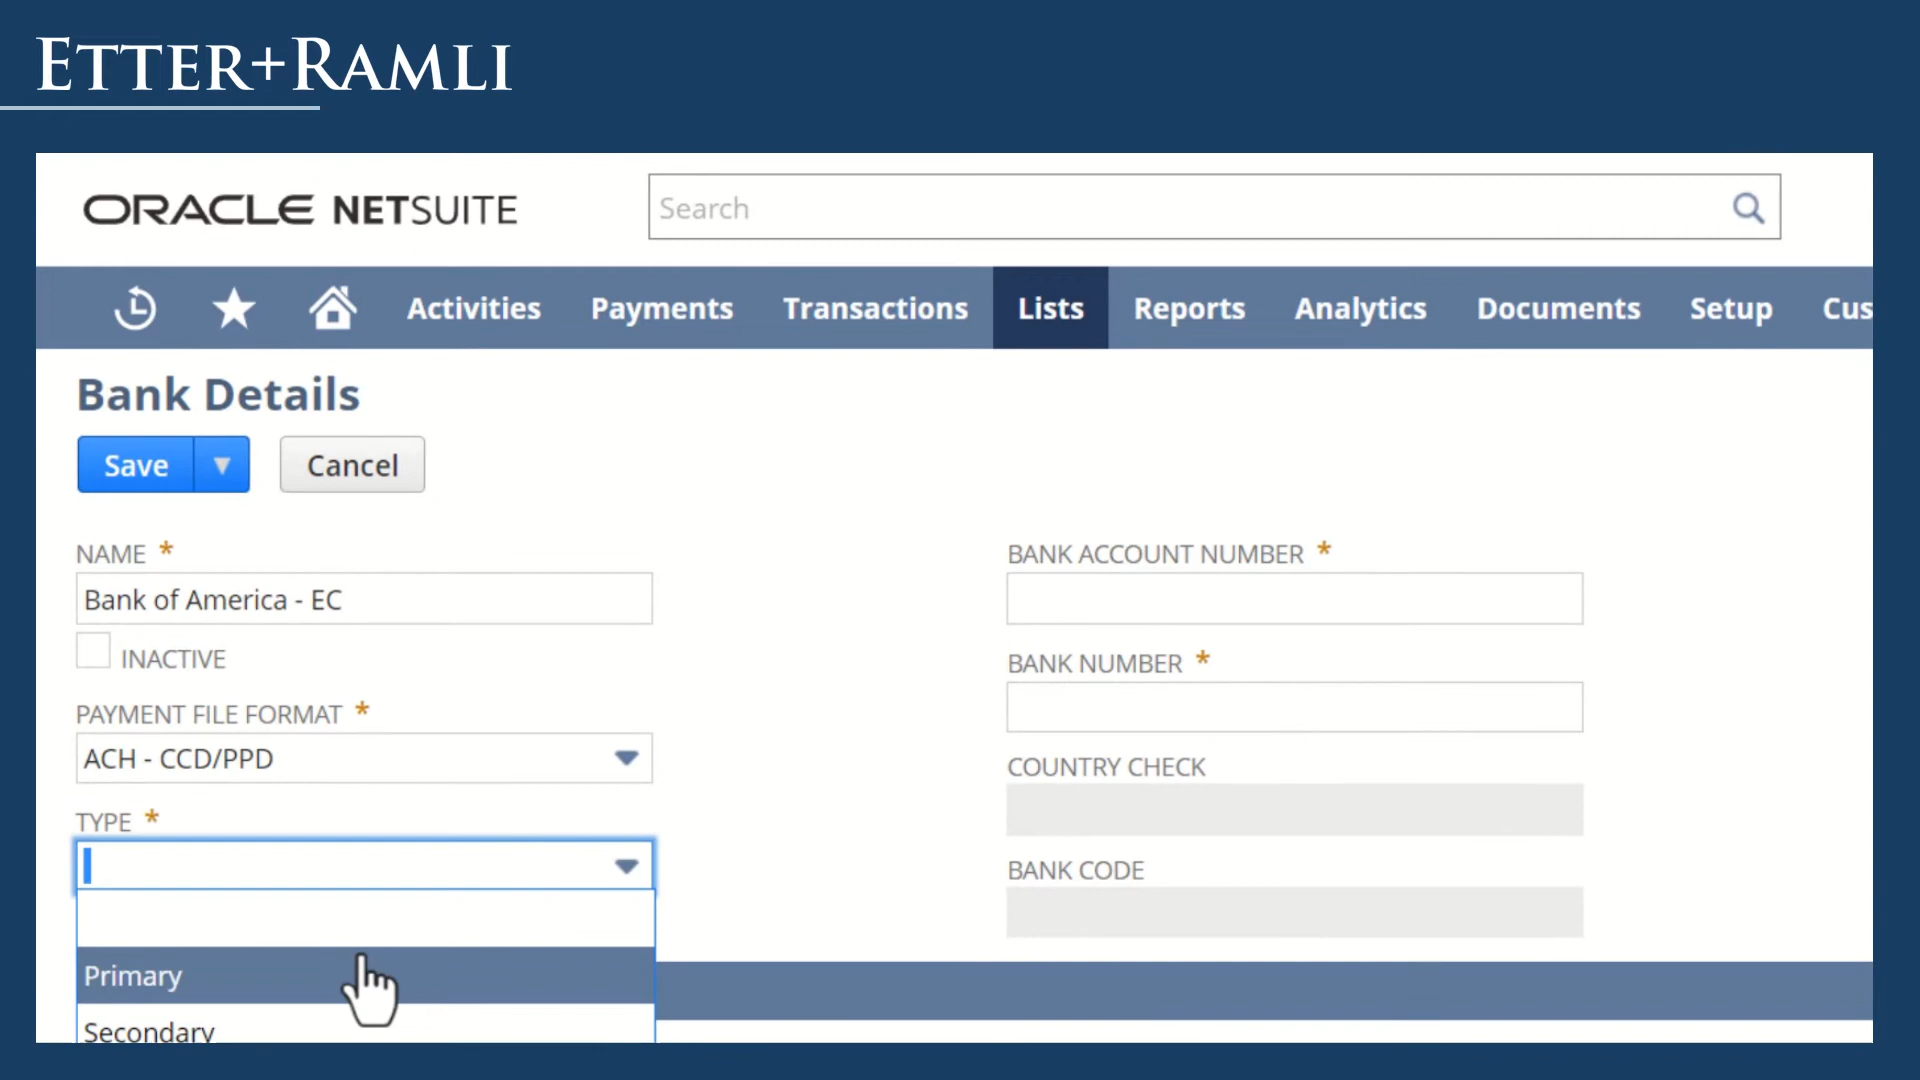 ETTER+RAMLI
ORACLE NETSUITE
Search
Activities Payments Transactions Lists Reports Analytics Documents Setup Cus
Bank Details
Save Cancel
NAME *
Bank of America - EC
INACTIVE
PAYMENT FILE FORMAT *
ACH - CCD/PPD
TYPE *
Primary
Secondary
BANK ACCOUNT NUMBER *
BANK NUMBER *
COUNTRY CHECK
BANK CODE